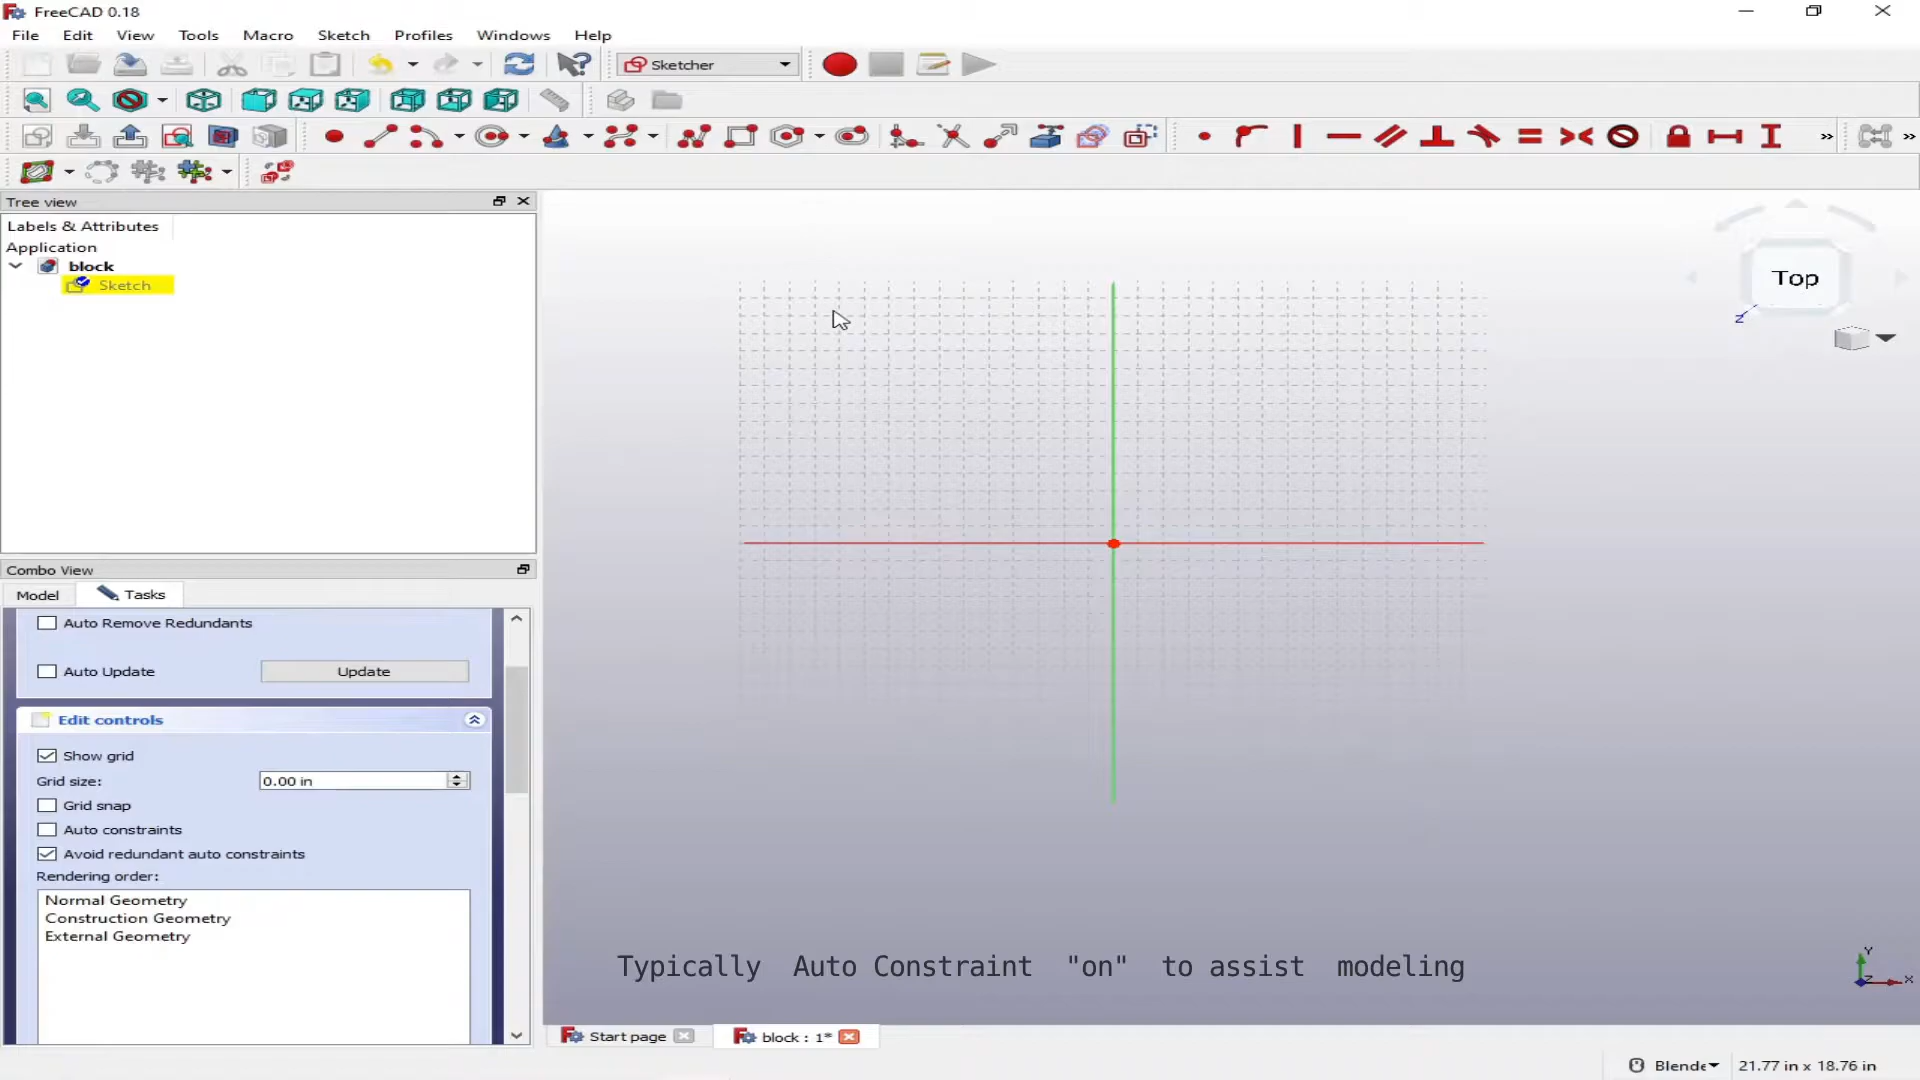 FreeCAD 0.18
File Edit View Tools Macro Sketch Profiles Windows Help
Sketcher
Tree view
Labels & Attributes
Application
block
Sketch
Top
Z
Combo View
Model Tasks
Auto Remove Redundants
Auto Update Update
Edit controls
Show grid
Grid size: 0.00 in
Grid snap
Auto constraints
Avoid redundant auto constraints
Rendering order:
Normal Geometry
Construction Geometry
External Geometry
Typically Auto Constraint "on" to assist modeling
Y
Z X
Start page block : 1*
Blende 21.77 in x 18.76 in